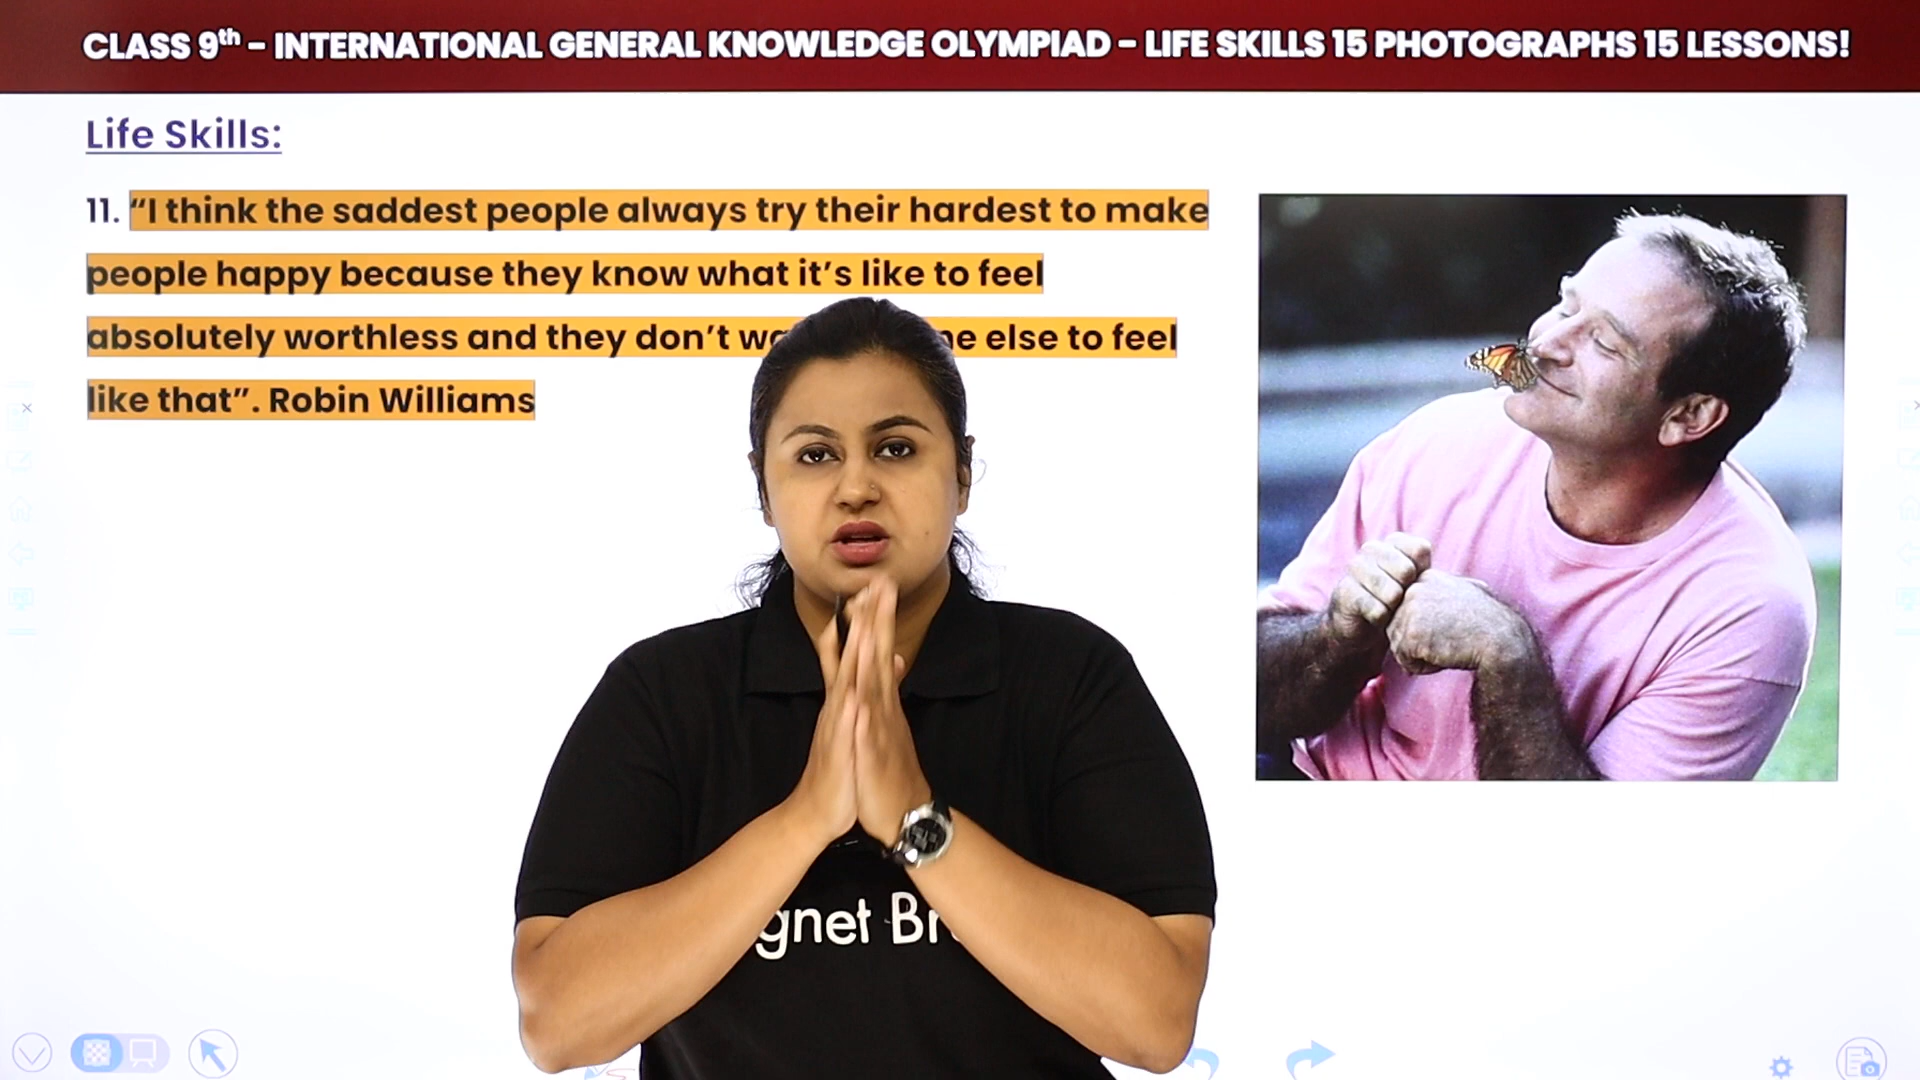 CLASS 9th - INTERNATIONAL GENERAL KNOWLEDGE OLYMPIAD - LIFE SKILLS 15 PHOTOGRAPHS 15 LESSONS!
Life Skills:
11. “I think the saddest people always try their hardest to make
people happy because they know what it’s like to feel
absolutely worthless and they don’t else to feel
like that”. Robin Williams
gnet Br